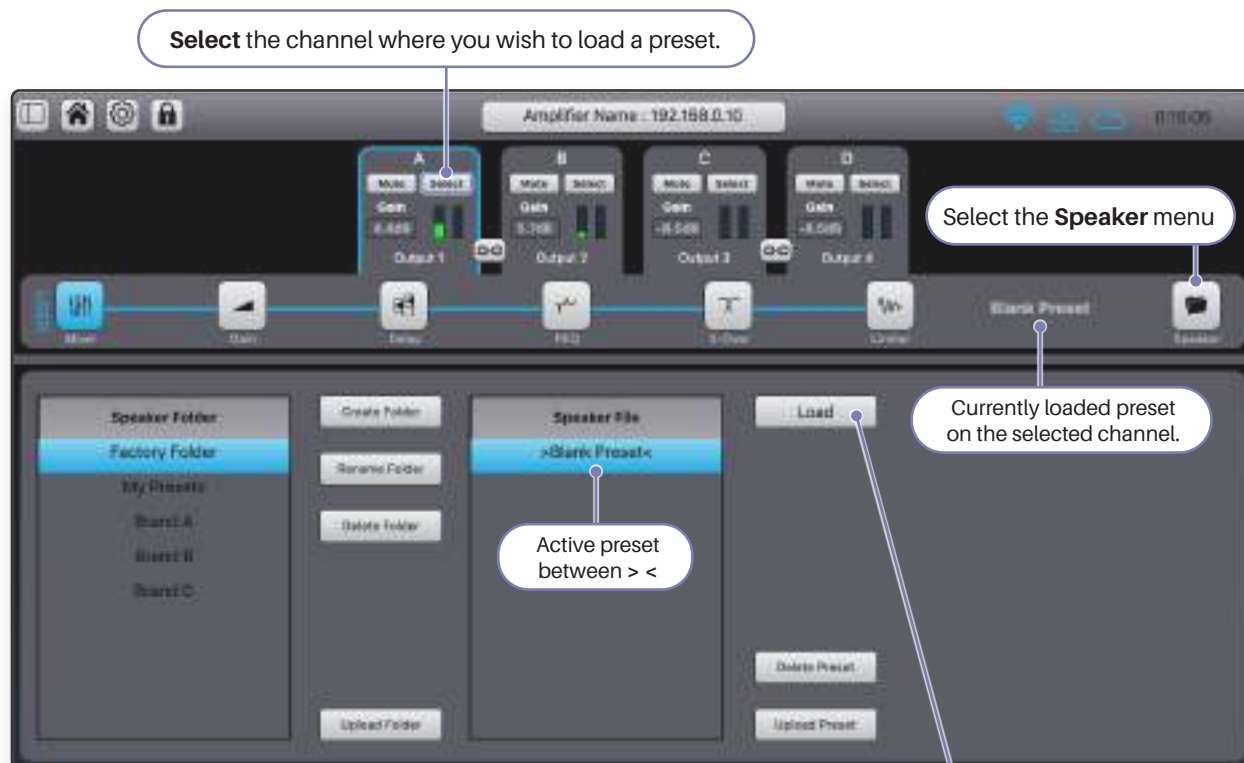 Select the channel where you wish to load a preset.
Amplifier Name : 192.168.0.10
A B C D
Mute Select Mute Select Mute Select Mute Select
Gain Gain Gain Gain
-8.5dB -8.5dB
Output 1 Output 2 Output 3 Output 4
Select the Speaker menu
Mixer Gain Delay PEQ X-Over Limiter Blank Preset Speaker
Currently loaded preset
on the selected channel.
Speaker Folder
Factory Folder
My Presets
Brand A
Brand B
Brand C
Create Folder
Rename Folder
Delete Folder
Upload Folder
Speaker File
>Blank Preset<
Active preset
between > <
Load
Delete Preset
Upload Preset